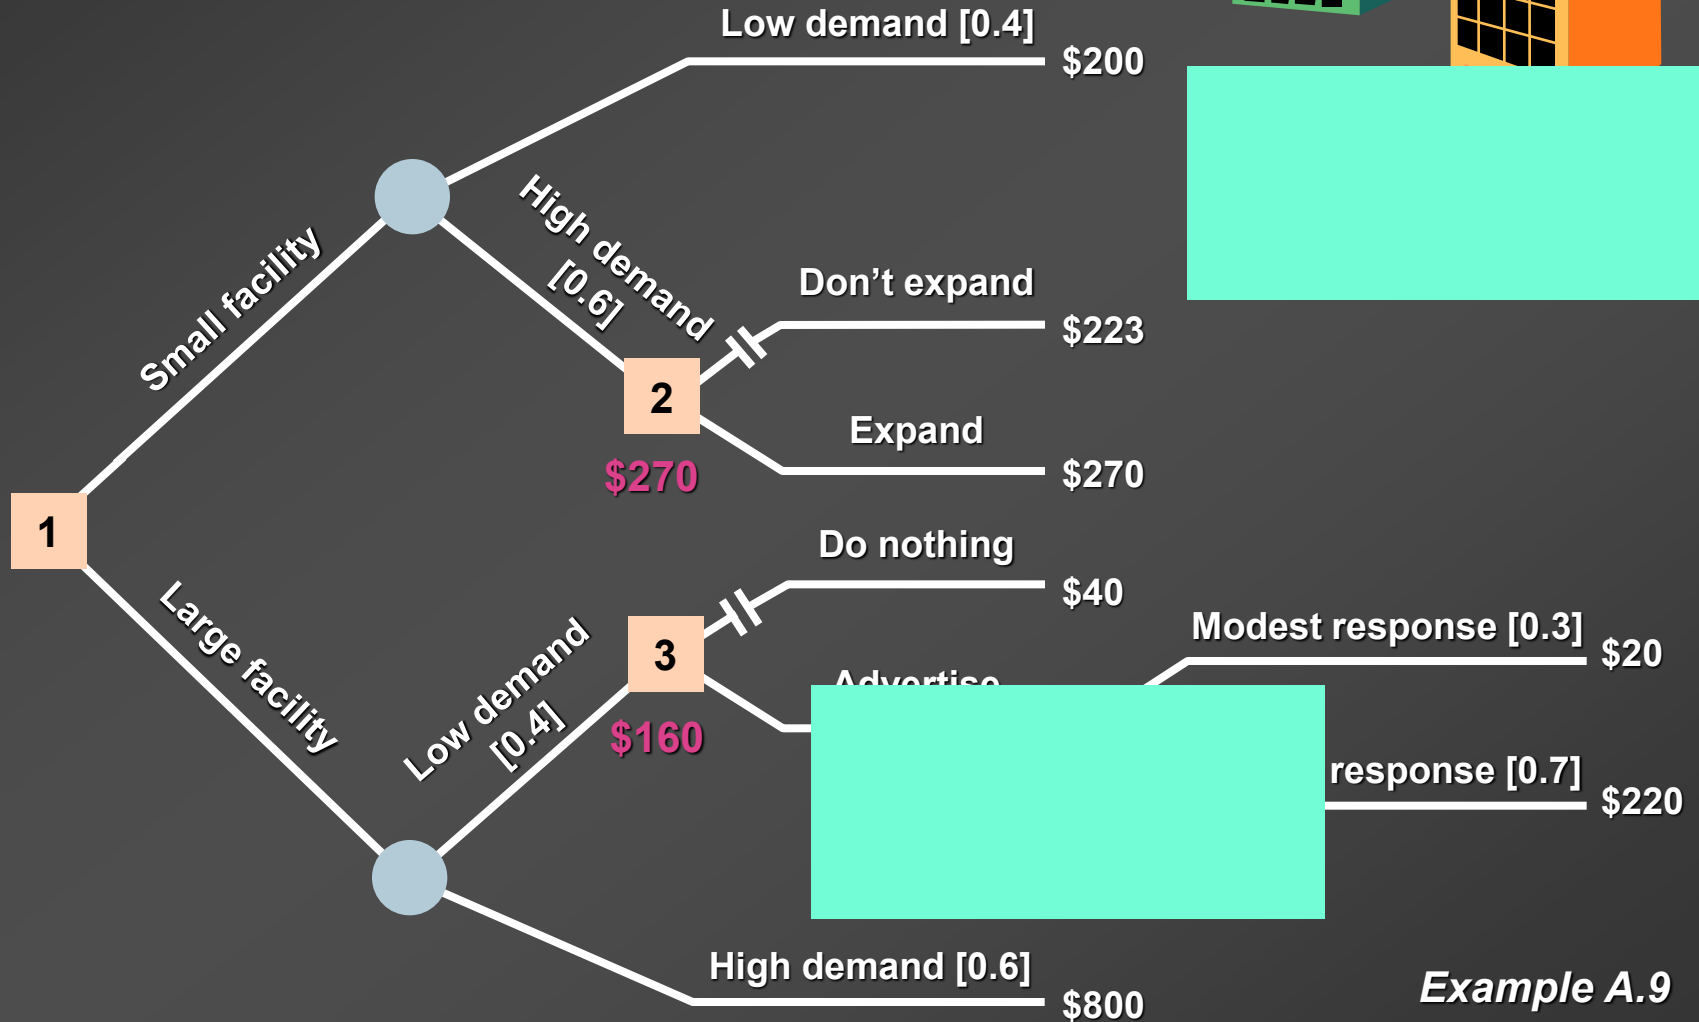 Low demand [0.4]
$200
High demand
[0.6]
Small facility
Don’t expand
$223
2
Expand
$270
$270
1
Do nothing
$40
Large facility
Low demand
[0.4]
3
$160
Advertise
Modest response [0.3]
$20
response [0.7]
$220
High demand [0.6]
$800
Example A.9